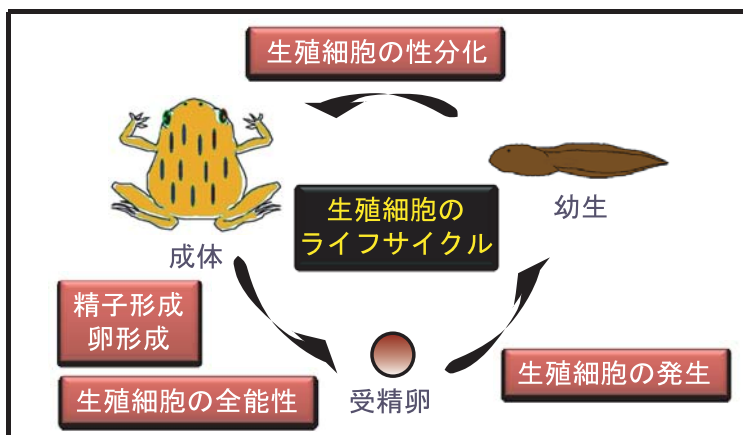 生殖細胞の性分化
生殖細胞の
ライフサイクル
幼生
成体
精子形成
卵形成
生殖細胞の全能性
受精卵
生殖細胞の発生